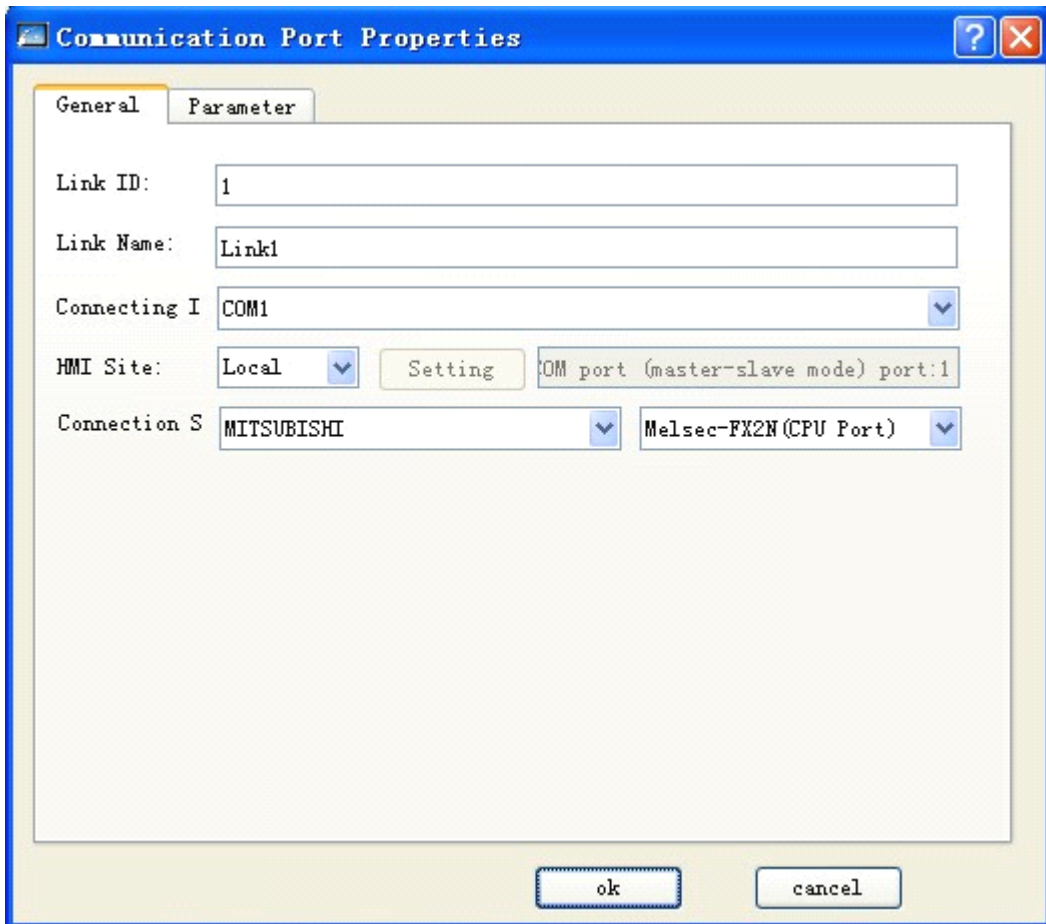 Communication Port Properties
General Parameter
Link ID: 1
Link Name: Link1
Connecting I COM1
HMI Site: Local Setting OM port (master-slave mode) port:1
Connection S MITSUBISHI Melsec-FX2N(CPU Port)
ok cancel